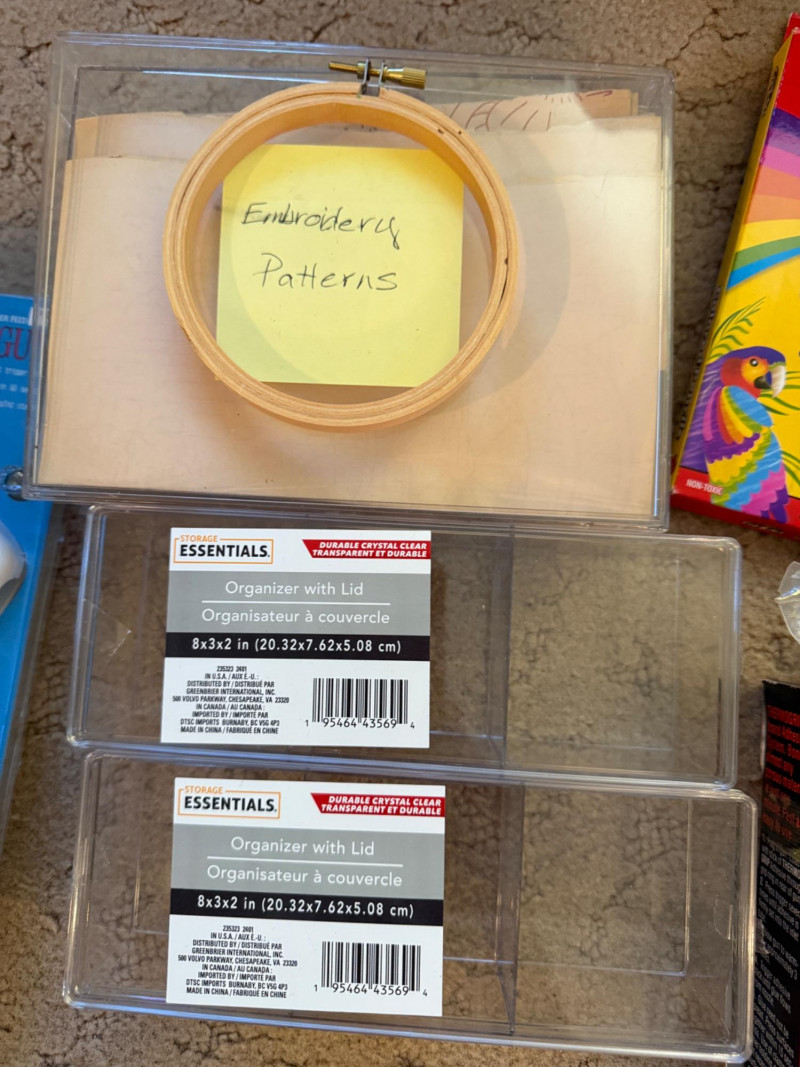 Embroidery
Patterns
NON-TOXIC
STORAGE
ESSENTIALS.
DURABLE CRYSTAL CLEAR
TRANSPARENT ET DURABLE
Organizer with Lid
Organisateur à couvercle
8x3x2 in (20.32x7.62x5.08 cm)
235323 2401
IN U.S.A. / AUX É.-U. :
DISTRIBUTED BY / DISTRIBUÉ PAR
GREENBRIER INTERNATIONAL, INC.
500 VOLVO PARKWAY, CHESAPEAKE, VA 23320
IN CANADA / AU CANADA :
IMPORTED BY / IMPORTÉ PAR
DTSC IMPORTS BURNABY, BC V5G 4P3
MADE IN CHINA / FABRIQUÉ EN CHINE
1 95464 43569 4
STORAGE
ESSENTIALS.
DURABLE CRYSTAL CLEAR
TRANSPARENT ET DURABLE
Organizer with Lid
Organisateur à couvercle
8x3x2 in (20.32x7.62x5.08 cm)
235323 2401
IN U.S.A. / AUX É.-U. :
DISTRIBUTED BY / DISTRIBUÉ PAR
GREENBRIER INTERNATIONAL, INC.
500 VOLVO PARKWAY, CHESAPEAKE, VA 23320
IN CANADA / AU CANADA :
IMPORTED BY / IMPORTÉ PAR
DTSC IMPORTS BURNABY, BC V5G 4P3
MADE IN CHINA / FABRIQUÉ EN CHINE
1 95464 43569 4